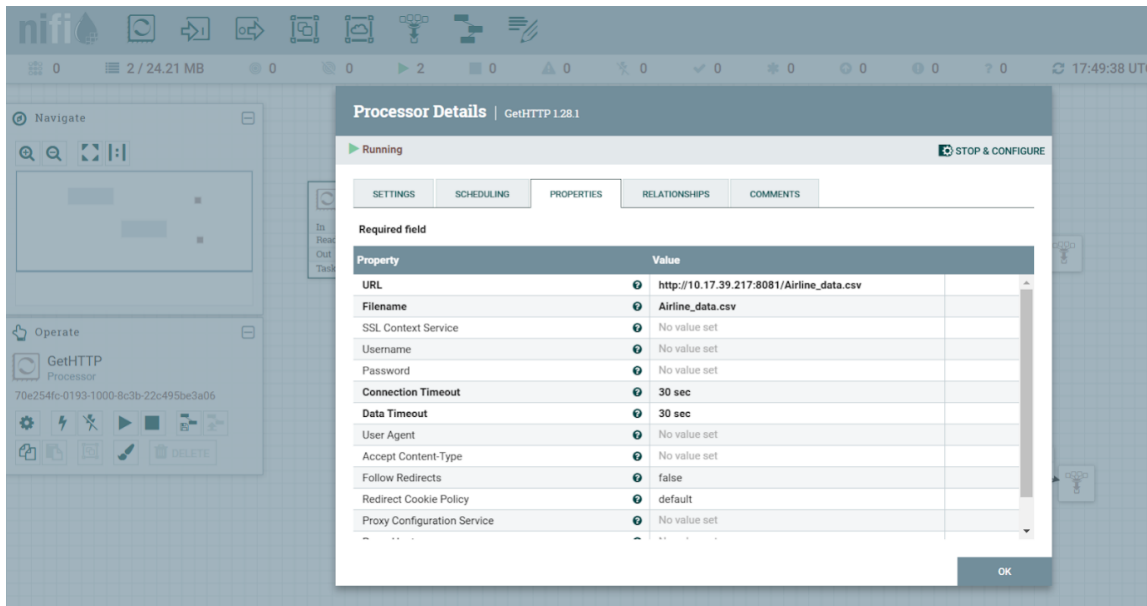 nifi
0 2 / 24.21 MB 0 0 2 0 0 0 0 0 0 0 0 17:49:38 UT
Navigate
Operate
GetHTTP
Processor
70e254fc-0193-1000-8c3b-22c495be3a06
DELETE
In
Out
Processor Details | GetHTTP 1.28.1
Running STOP & CONFIGURE
SETTINGS SCHEDULING PROPERTIES RELATIONSHIPS COMMENTS
Required field
Property Value
URL http://10.17.39.217:8081/Airline_data.csv
Filename Airline_data.csv
SSL Context Service No value set
Username No value set
Password No value set
Connection Timeout 30 sec
Data Timeout 30 sec
User Agent No value set
Accept Content-Type No value set
Follow Redirects false
Redirect Cookie Policy default
Proxy Configuration Service No value set
OK